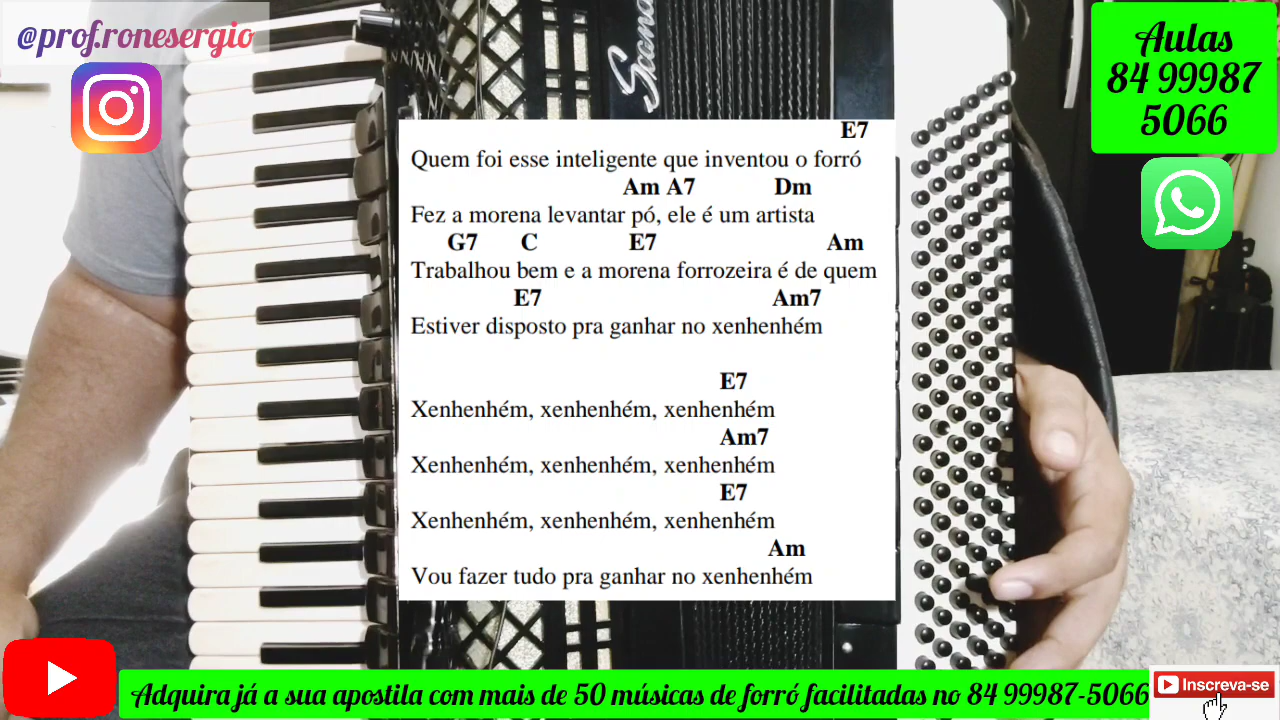 @prof.ronesergio
Aulas
84 99987
5066
Scand
E7
Quem foi esse inteligente que inventou o forró
Am A7 Dm
Fez a morena levantar pó, ele é um artista
G7 C E7 Am
Trabalhou bem e a morena forrozeira é de quem
E7 Am7
Estiver disposto pra ganhar no xenhenhém
E7
Xenhenhém, xenhenhém, xenhenhém
Am7
Xenhenhém, xenhenhém, xenhenhém
E7
Xenhenhém, xenhenhém, xenhenhém
Am
Vou fazer tudo pra ganhar no xenhenhém
Adquira já a sua apostila com mais de 50 músicas de forró facilitadas no 84 99987-5066
Inscreva-se